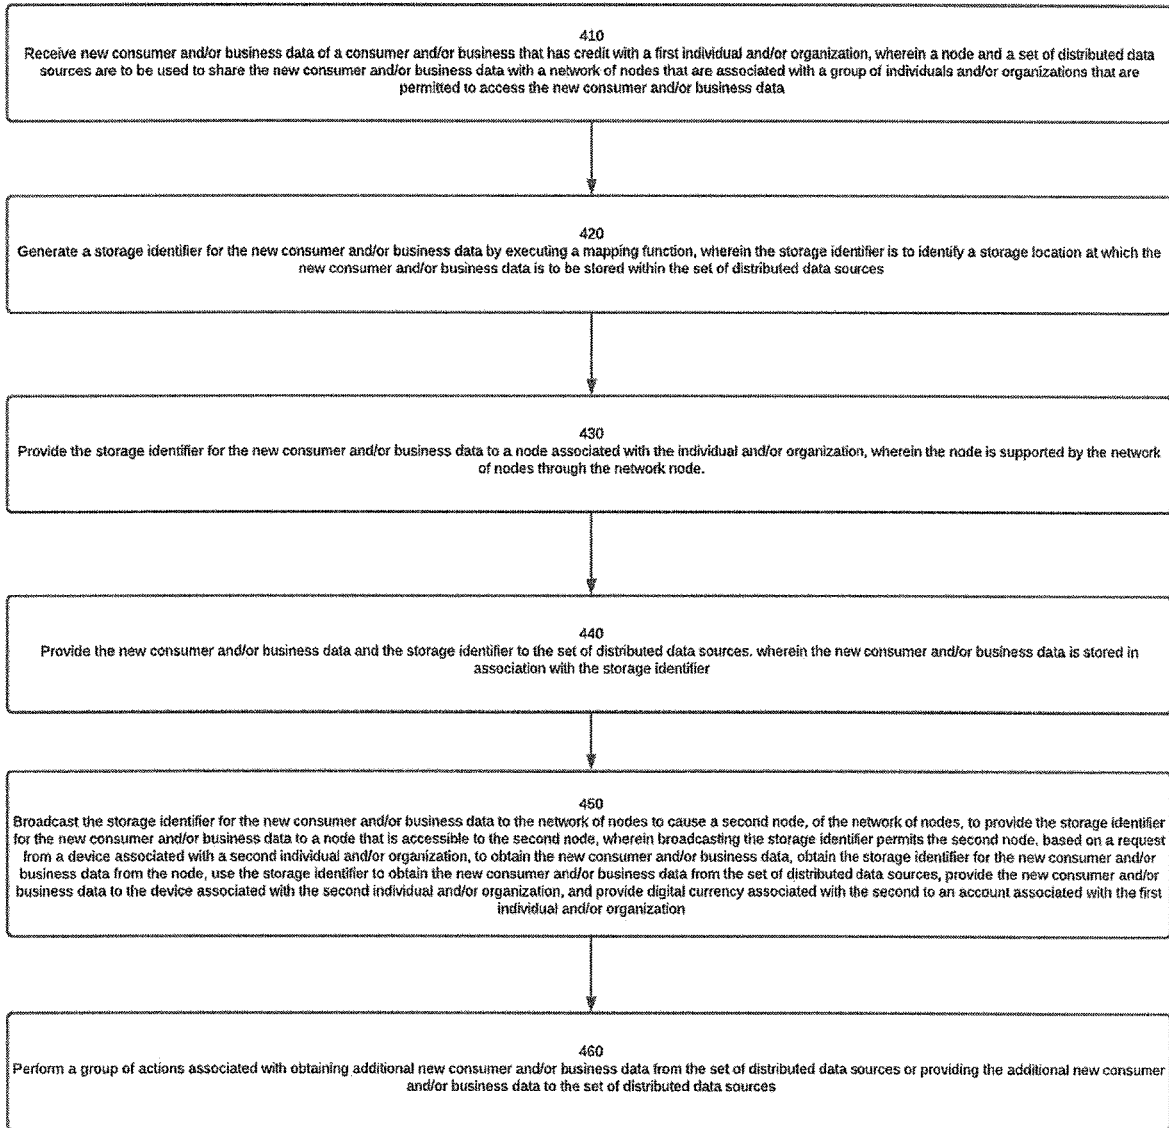 410
Receive new consumer and/or business data of a consumer and/or business that has credit with a first individual and/or organization, wherein a node and a set of distributed data
sources are to be used to share the new consumer and/or business data with a network of nodes that are associated with a group of individuals and/or organizations that are
permitted to access the new consumer and/or business data
420
Generate a storage identifier for the new consumer and/or business data by executing a mapping function, wherein the storage identifier is to identify a storage location at which the
new consumer and/or business data is to be stored within the set of distributed data sources
430
Provide the storage identifier for the new consumer and/or business data to a node associated with the individual and/or organization, wherein the node is supported by the network
of nodes through the network node.
440
Provide the new consumer and/or business data and the storage identifier to the set of distributed data sources, wherein the new consumer and/or business data is stored in
association with the storage identifier
450
Broadcast the storage identifier for the new consumer and/or business data to the network of nodes to cause a second node, of the network of nodes, to provide the storage identifier
for the new consumer and/or business data to a node that is accessible to the second node, wherein broadcasting the storage identifier permits the second node, based on a request
from a device associated with a second individual and/or organization, to obtain the new consumer and/or business data, obtain the storage identifier for the new consumer and/or
business data from the node, use the storage identifier to obtain the new consumer and/or business data from the set of distributed data sources, provide the new consumer and/or
business data to the device associated with the second individual and/or organization, and provide digital currency associated with the second to an account associated with the first
individual and/or organization
460
Perform a group of actions associated with obtaining additional new consumer and/or business data from the set of distributed data sources or providing the additional new consumer
and/or business data to the set of distributed data sources